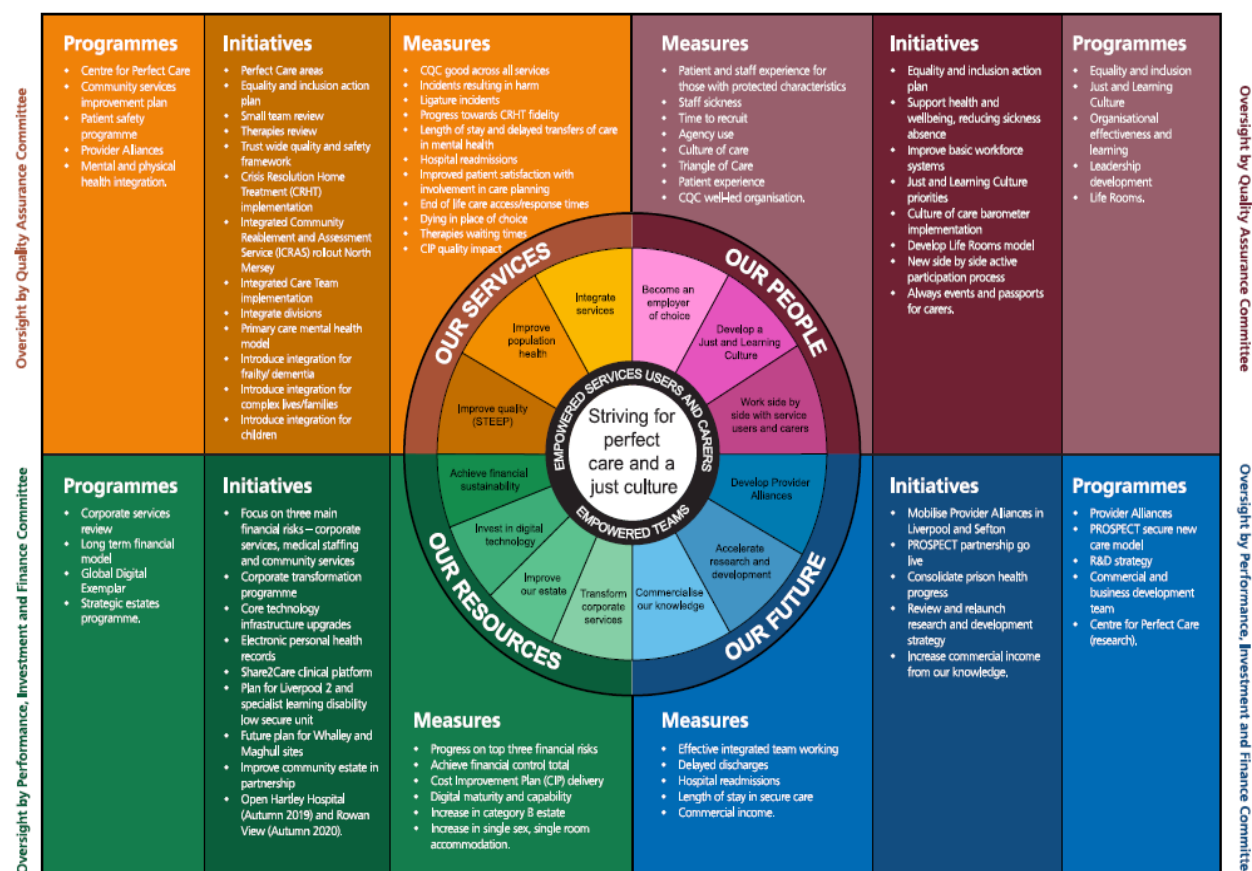 Oversight by Quality Assurance Committee
Programmes
• Centre for Perfect Care
• Community services
improvement plan
• Patient safety
programme
• Provider Alliances
• Mental and physical
health integration.
Initiatives
• Perfect Care areas
• Equality and inclusion action
plan
• Small team review
• Therapies review
• Trust wide quality and safety
framework
• Crisis Resolution Home
Treatment (CRHT)
implementation
• Integrated Community
Reablement and Assessment
Service (ICRAS) rollout North
Mersey
• Integrated Care Team
implementation
• Integrate divisions
• Primary care mental health
model
• Introduce integration for
frailty/ dementia
• Introduce integration for
complex lives/families
• Introduce integration for
children
Measures
• CQC good across all services
• Incidents resulting in harm
• Ligature incidents
• Progress towards CRHT fidelity
• Length of stay and delayed transfers of care
in mental health
• Hospital readmissions
• Improved patient satisfaction with
involvement in care planning
• End of life care access/response times
• Dying in place of choice
• Therapies waiting times
• CIP quality impact
Measures
• Patient and staff experience for
those with protected characteristics
• Staff sickness
• Time to recruit
• Agency use
• Culture of care
• Triangle of Care
• Patient experience
• CQC well-led organisation.
Initiatives
• Equality and inclusion action
plan
• Support health and
wellbeing, reducing sickness
absence
• Improve basic workforce
systems
• Just and Learning Culture
priorities
• Culture of care barometer
implementation
• Develop Life Rooms model
• New side by side active
participation process
• Always events and passports
for carers.
Programmes
• Equality and inclusion
• Just and Learning
Culture
• Organisational
effectiveness and
learning
• Leadership
development
• Life Rooms.
Oversight by Quality Assurance Committee
OUR SERVICES
Improve quality
(STEEP)
Improve
population
health
Integrate
services
OUR PEOPLE
Become an
employer
of choice
Develop a
Just and Learning
Culture
Work side by
side with service
users and carers
EMPOWERED SERVICES USERS AND CARERS
Striving for
perfect
care and a
just culture
EMPOWERED TEAMS
OUR RESOURCES
Achieve financial
sustainability
Invest in digital
technology
Improve
our estate
Transform
corporate
services
OUR FUTURE
Develop Provider
Alliances
Accelerate
research and
development
Commercialise
our knowledge
Oversight by Performance, Investment and Finance Committee
Programmes
• Corporate services
review
• Long term financial
model
• Global Digital
Exemplar
• Strategic estates
programme.
Initiatives
• Focus on three main
financial risks – corporate
services, medical staffing
and community services
• Corporate transformation
programme
• Core technology
infrastructure upgrades
• Electronic personal health
records
• Share2Care clinical platform
• Plan for Liverpool 2 and
specialist learning disability
low secure unit
• Future plan for Whalley and
Maghull sites
• Improve community estate in
partnership
• Open Hartley Hospital
(Autumn 2019) and Rowan
View (Autumn 2020).
Measures
• Progress on top three financial risks
• Achieve financial control total
• Cost Improvement Plan (CIP) delivery
• Digital maturity and capability
• Increase in category B estate
• Increase in single sex, single room
accommodation.
Measures
• Effective integrated team working
• Delayed discharges
• Hospital readmissions
• Length of stay in secure care
• Commercial income.
Initiatives
• Mobilise Provider Alliances in
Liverpool and Sefton
• PROSPECT partnership go
live
• Consolidate prison health
progress
• Review and relaunch
research and development
strategy
• Increase commercial income
from our knowledge.
Programmes
• Provider Alliances
• PROSPECT secure new
care model
• R&D strategy
• Commercial and
business development
team
• Centre for Perfect Care
(research).
Oversight by Performance, Investment and Finance Committe